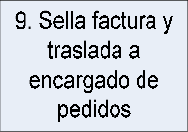 9. Sella factura y
traslada a
encargado de
pedidos